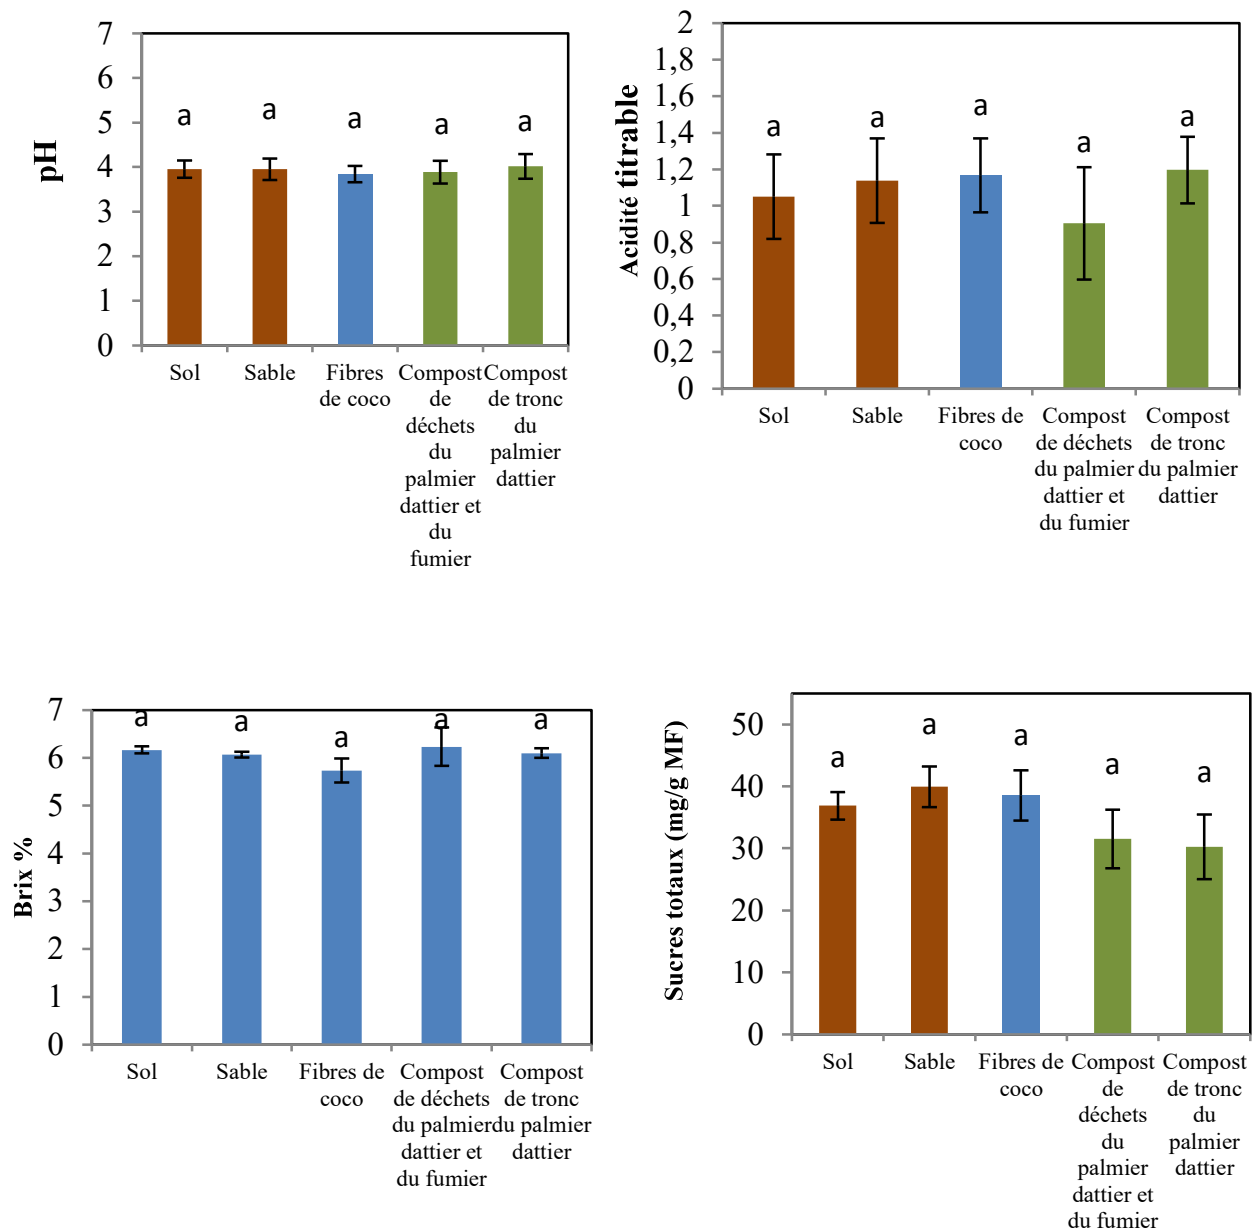 7
6
5
4
3
2
1
0
pH
a
a
a
a
a
Sol
Sable
Fibres
de coco
Compost
de
déchets
du
palmier
dattier et
du
fumier
Compost
de tronc
du
palmier
dattier
2
1,8
1,6
1,4
1,2
1
0,8
0,6
0,4
0,2
0
Acidité titrable
a
a
a
a
a
Sol
Sable
Fibres de
coco
Compost
de déchets
du palmier
dattier et
du fumier
Compost
de tronc
du palmier
dattier
7
6
5
4
3
2
1
0
Brix %
a
a
a
a
a
Sol
Sable
Fibres de
coco
Compost
de déchets
du palmier
dattier et
du fumier
Compost
de tronc
du palmier
dattier
50
40
30
20
10
0
Sucres totaux (mg/g MF)
a
a
a
a
a
Sol
Sable
Fibres de
coco
Compost
de
déchets
du
palmier
dattier et
du fumier
Compost
de tronc
du
palmier
dattier